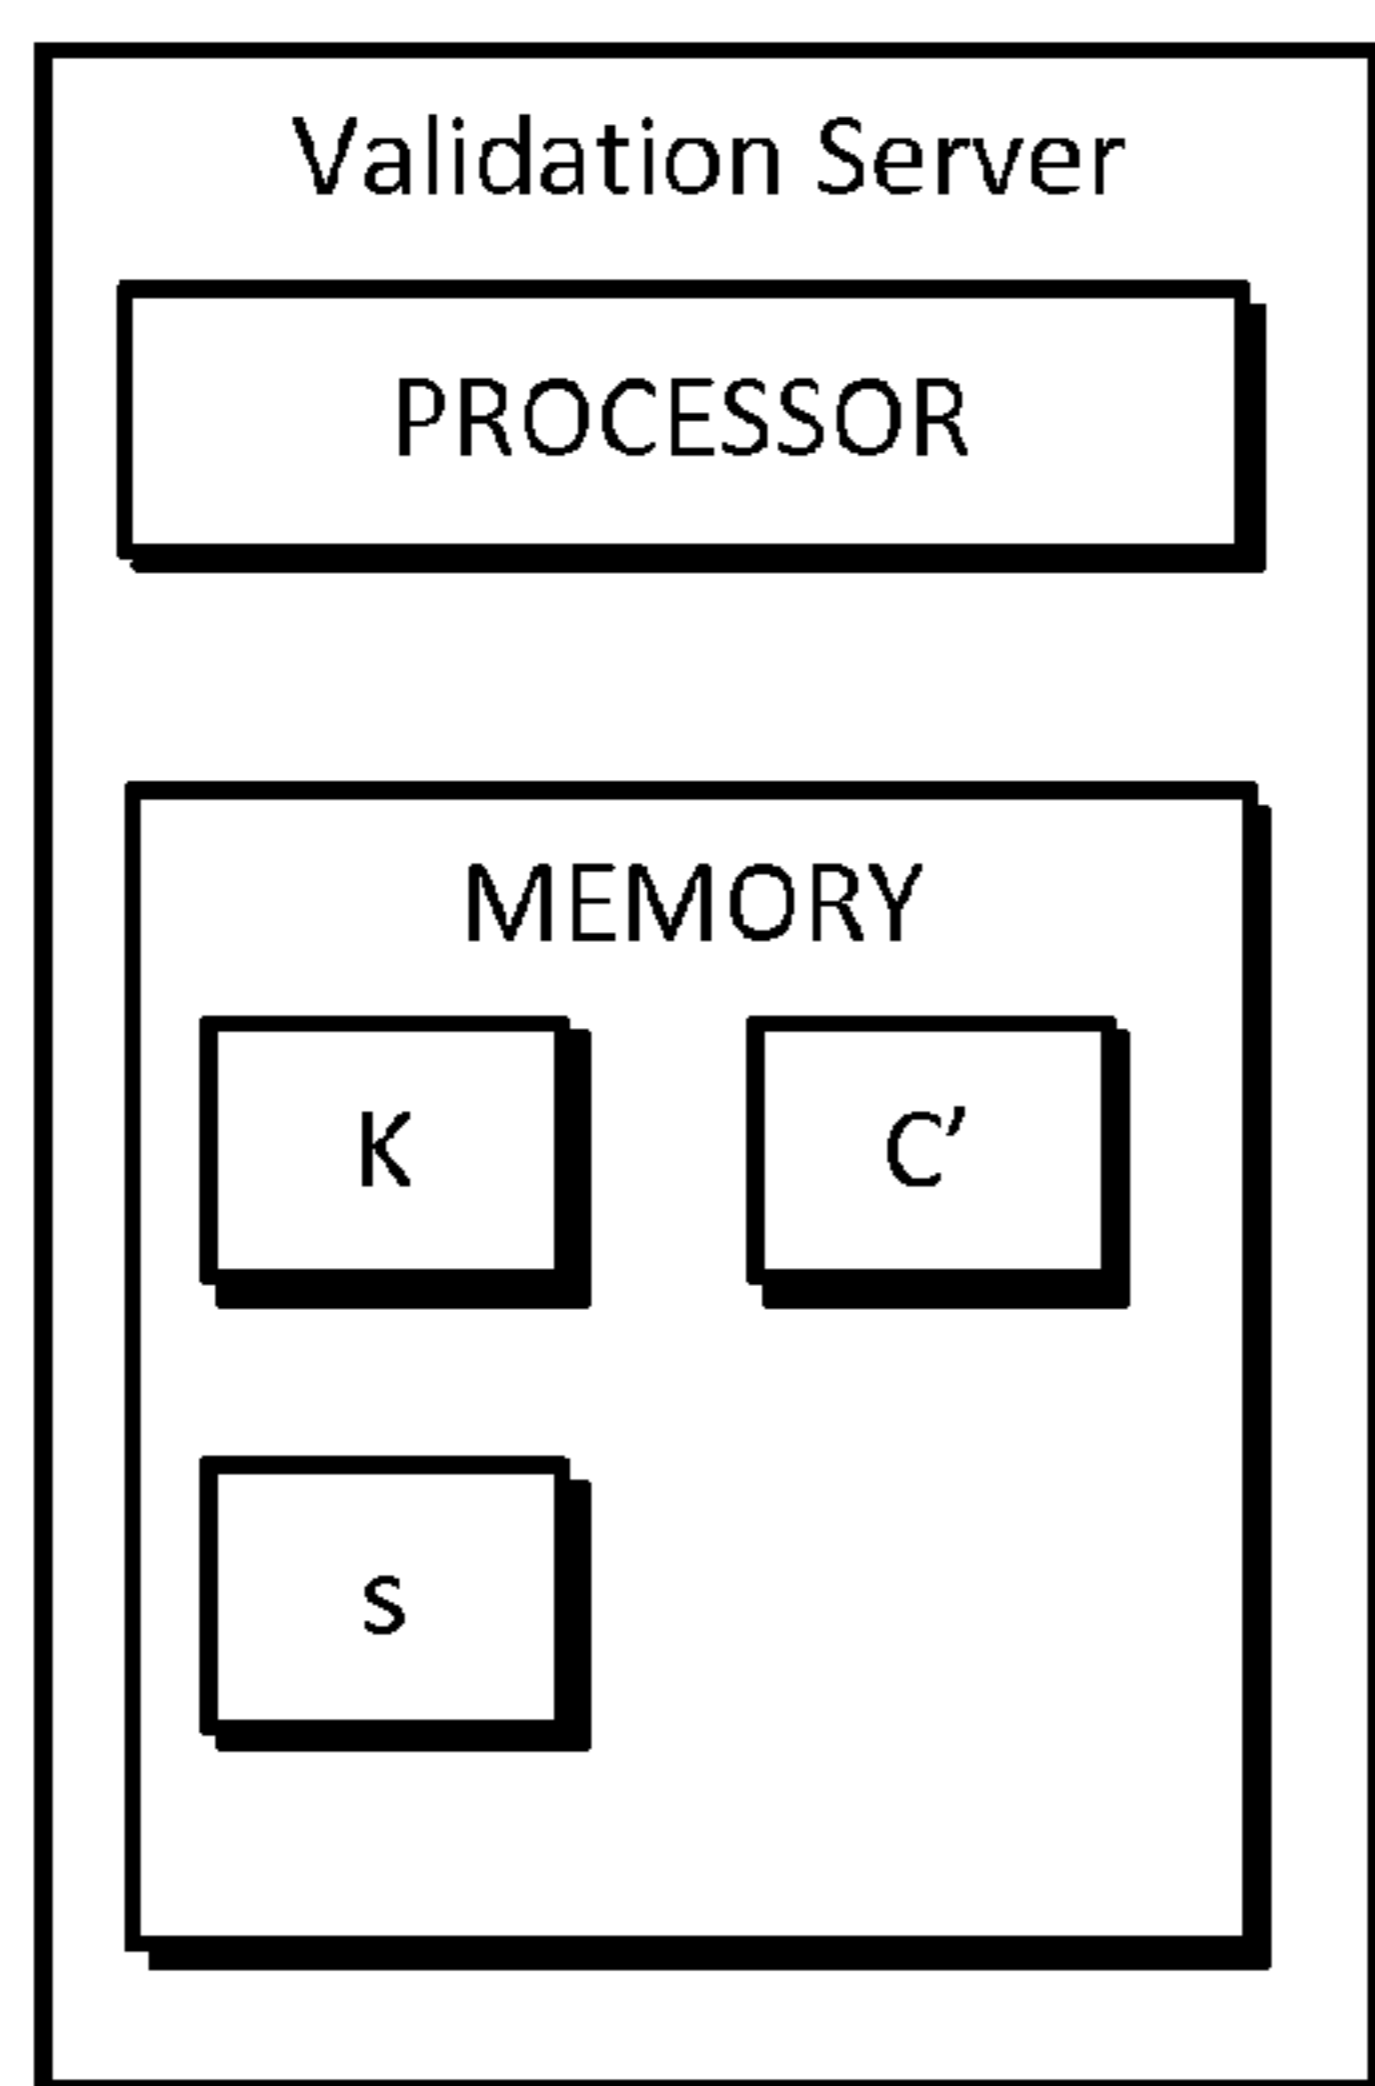 Validation Server
PROCESSOR
MEMORY
K
C’
s